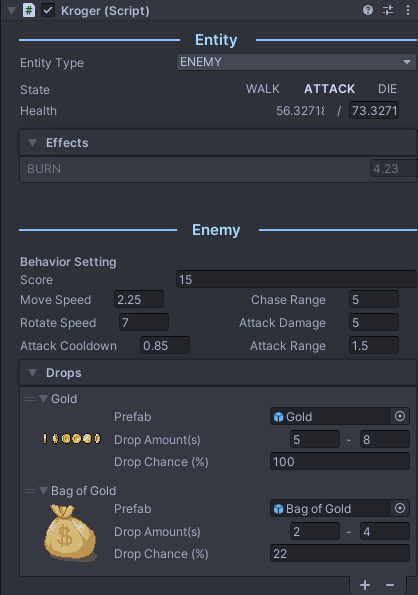 Kroger (Script)
Entity
Entity Type ENEMY
State WALK ATTACK DIE
Health 56.32718 / 73.3271
Effects
BURN 4.23
Enemy
Behavior Setting
Score 15
Move Speed 2.25 Chase Range 5
Rotate Speed 7 Attack Damage 5
Attack Cooldown 0.85 Attack Range 1.5
Drops
Gold
Prefab Gold
Drop Amount(s) 5 - 8
Drop Chance (%) 100
Bag of Gold
Prefab Bag of Gold
Drop Amount(s) 2 - 4
Drop Chance (%) 22
+ -